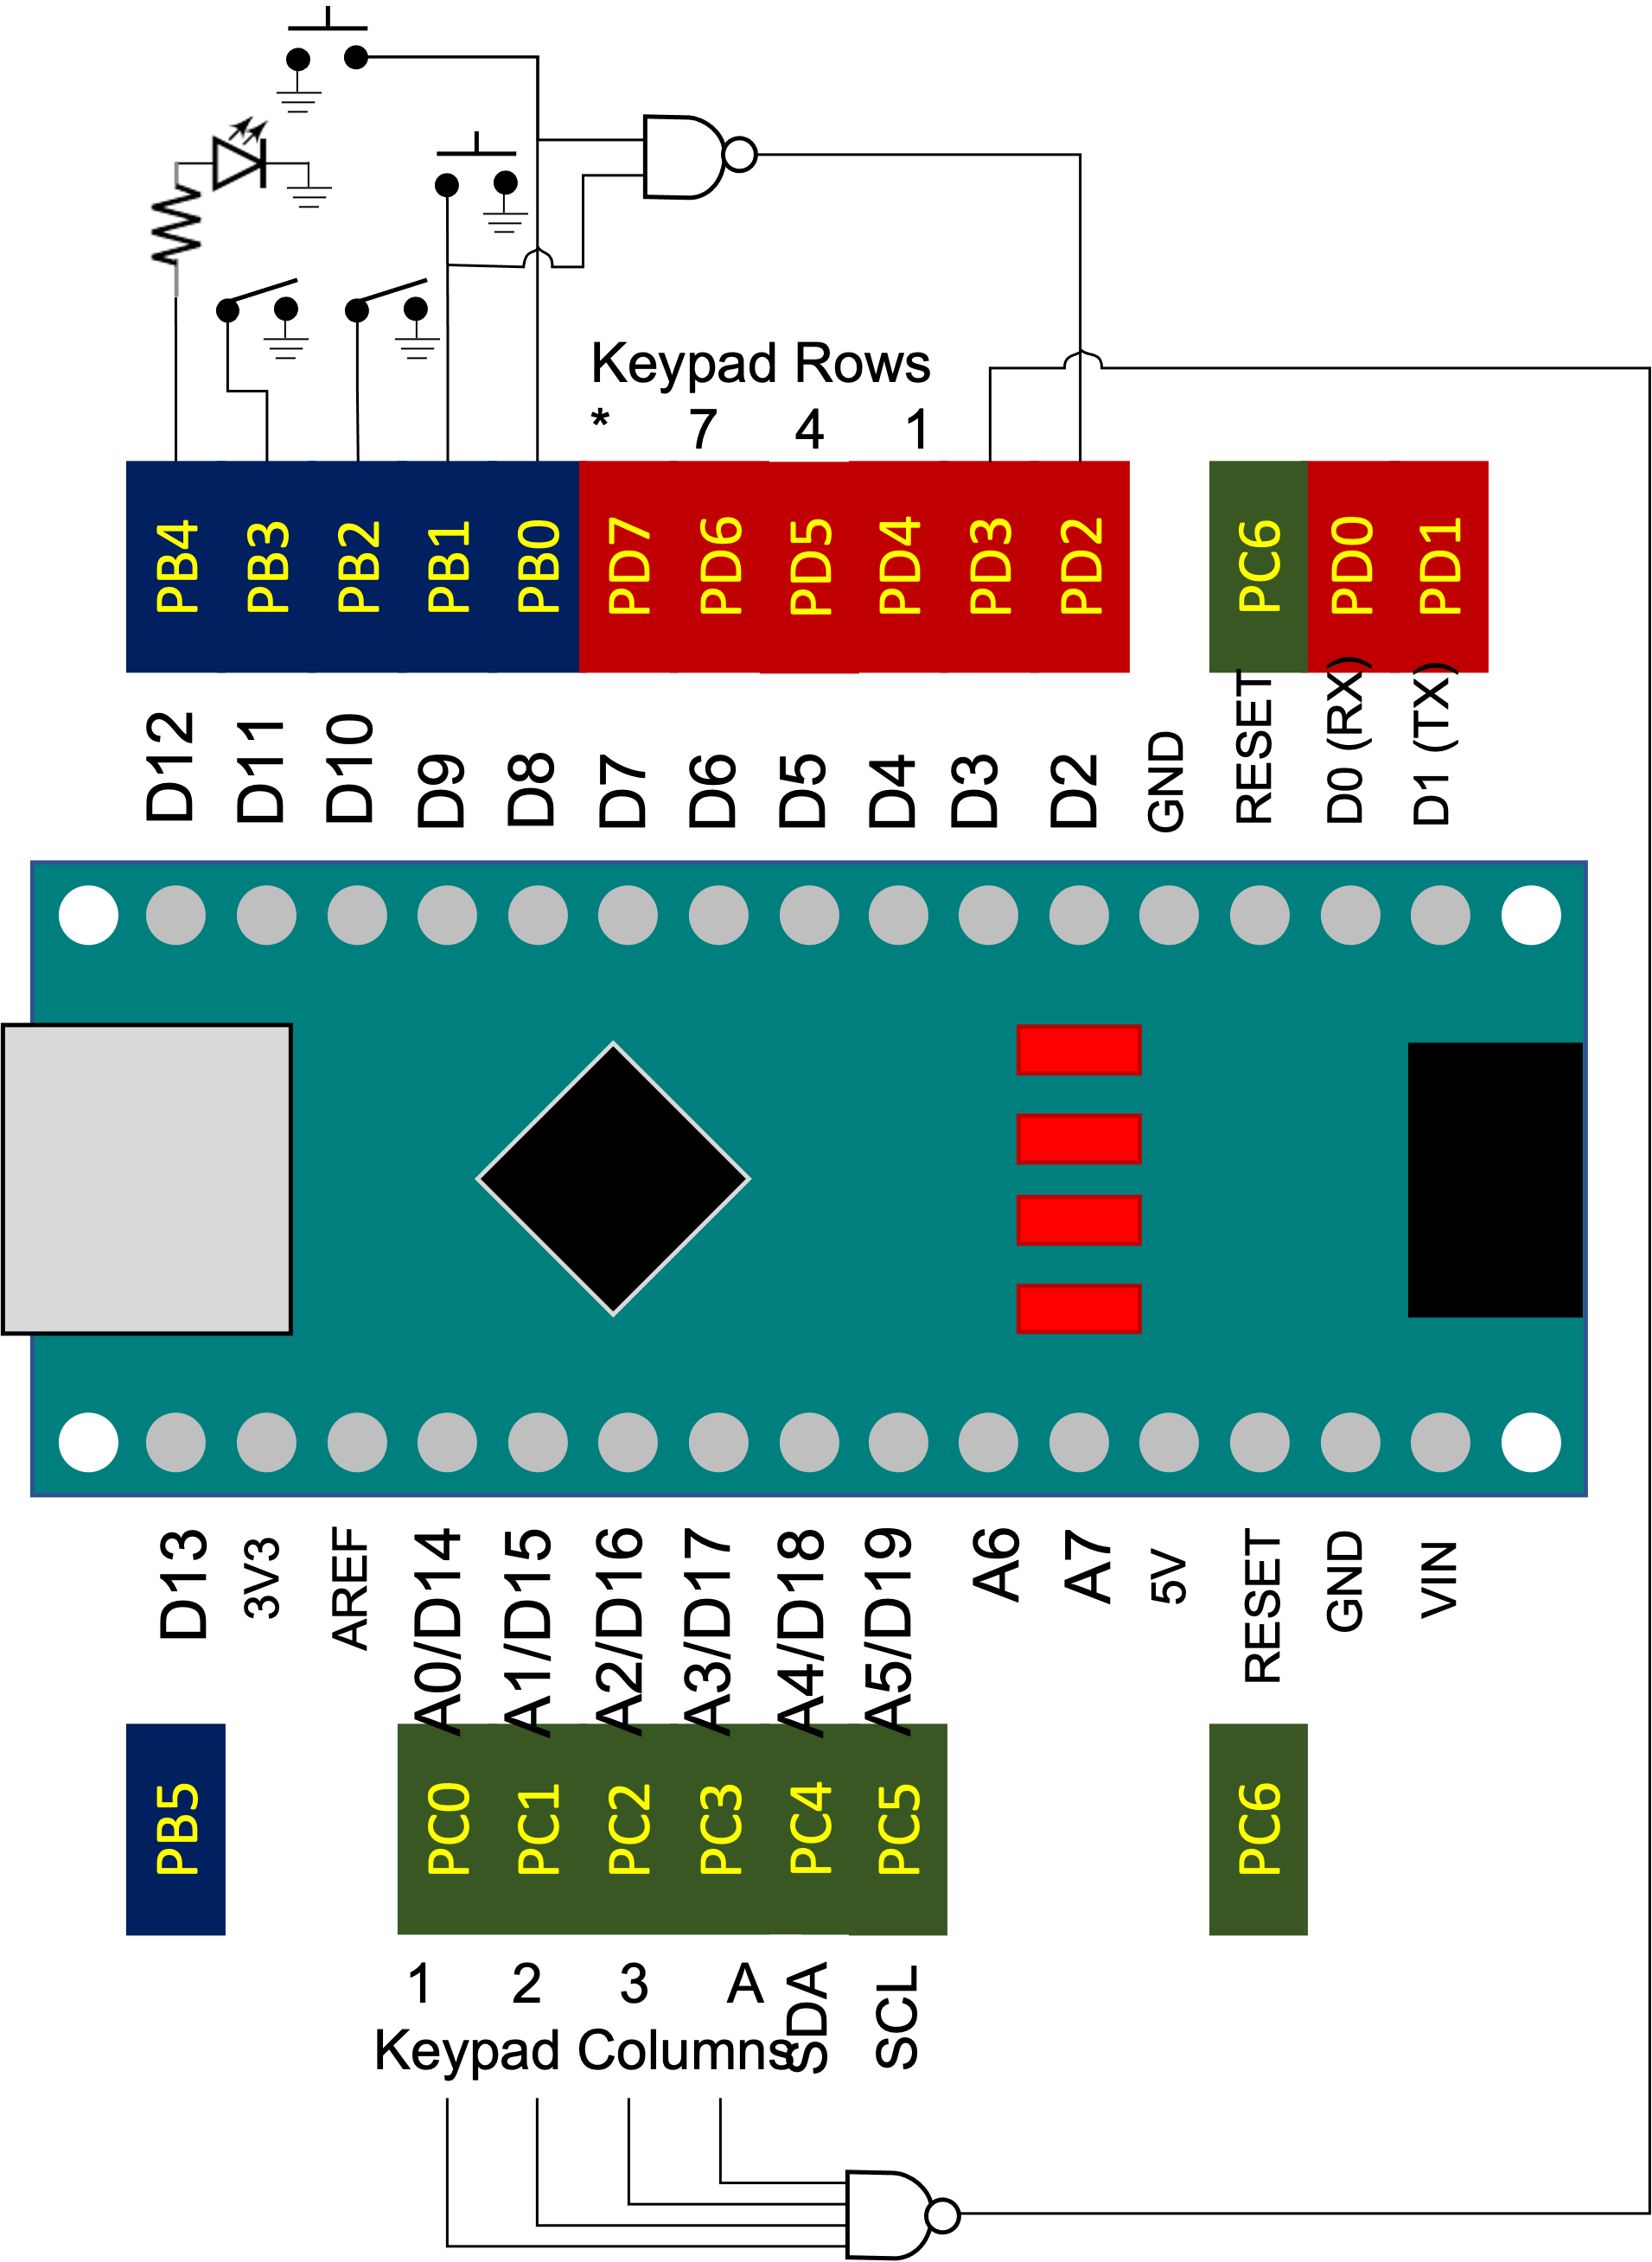 Keypad Rows
* 7 4 1
PB4 PB3 PB2 PB1 PB0 PD7 PD6 PD5 PD4 PD3 PD2 PC6 PD0 PD1
D12 D11 D10 D9 D8 D7 D6 D5 D4 D3 D2 GND RESET D0 (RX) D1 (TX)
D13 3V3 AREF A0/D14 A1/D15 A2/D16 A3/D17 A4/D18 A5/D19 A6 A7 5V RESET GND VIN
PB5 PC0 PC1 PC2 PC3 PC4 PC5 PC6
1 2 3 A SDA SCL
Keypad Columns